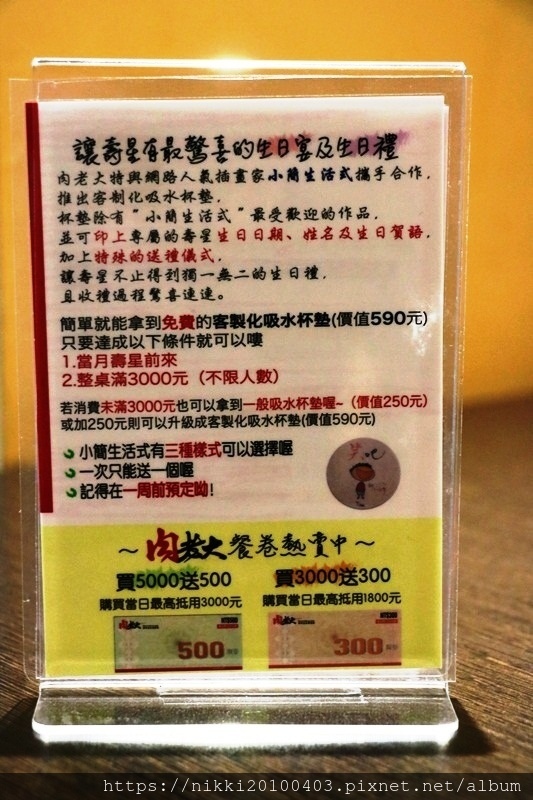 讓壽星有最驚喜的生日宴及生日禮
肉老大特與網路人氣插畫家小簡生活式攜手合作,
推出客制化吸水杯墊,
杯墊除有"小簡生活式"最受歡迎的作品,
並可印上專屬的壽星生日日期、姓名及生日賀語,
加上特殊的送禮儀式,
讓壽星不止得到獨一無二的生日禮,
且收禮過程驚喜連連。
簡單就能拿到免費的客製化吸水杯墊(價值590元)
只要達成以下條件就可以嘍
1.當月壽星前來
2.整桌滿3000元(不限人數)
若消費未滿3000元也可以拿到一般吸水杯墊喔~(價值250元)
或加250元則可以升級成客製化吸水杯墊(價值590元)
小簡生活式有三種樣式可以選擇喔
一次只能送一個喔
記得在一周前預定呦!
~肉老大餐卷熱賣中~
買5000送500
購買當日最高抵用3000元
買3000送300
購買當日最高抵用1800元
肉老大
500
肉老大
300
https://nikki20100403.pixnet.net/album